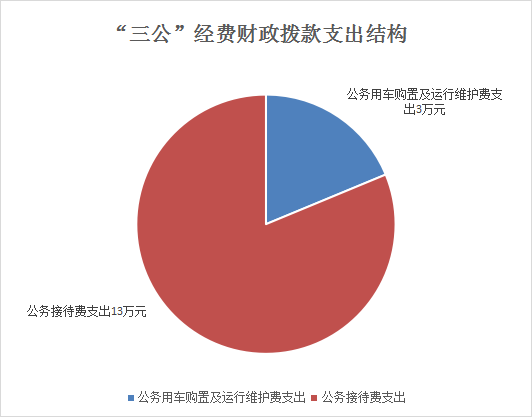 “三公”经费财政拨款支出结构
公务用车购置及运行维护费支
出3万元
公务接待费支出13万元
公务用车购置及运行维护费支出 公务接待费支出